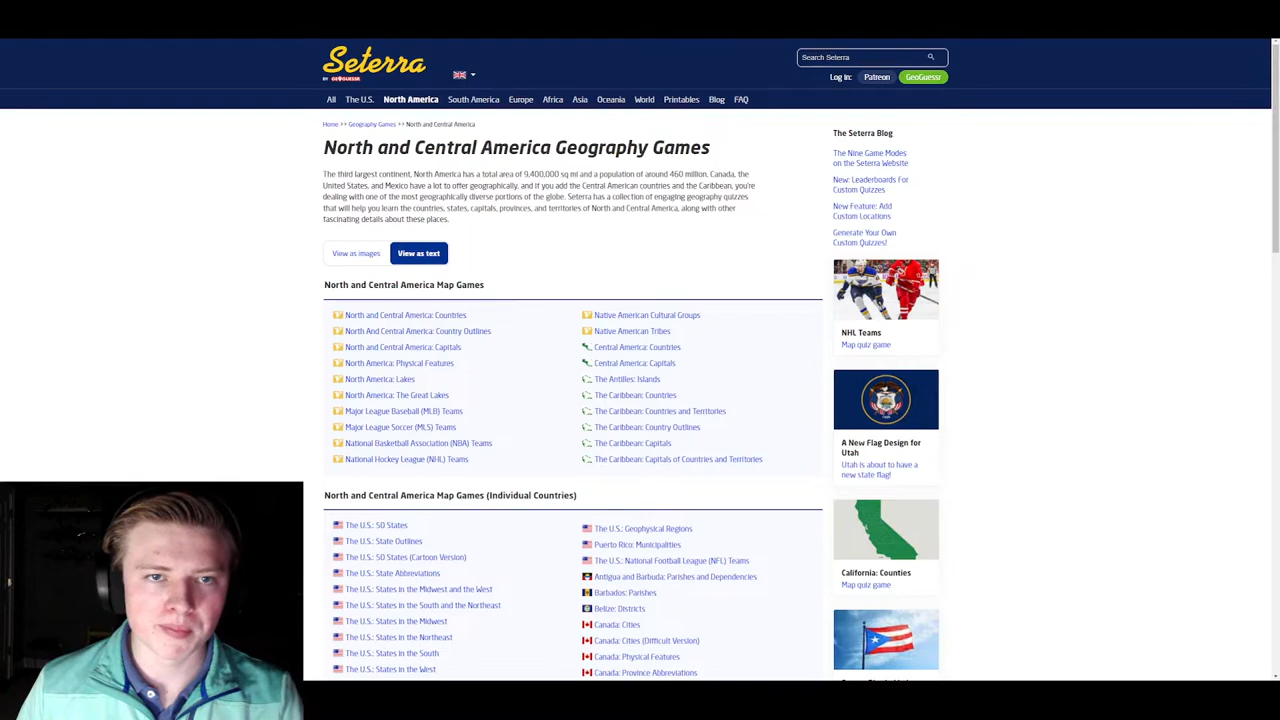 Seterra
BY GEOGUESSR
Search Seterra
Log in:
Patreon
GeoGuessr
All
The U.S.
North America
South America
Europe
Africa
Asia
Oceania
World
Printables
Blog
FAQ
Home >> Geography Games >> North and Central America
North and Central America Geography Games
The third largest continent, North America has a total area of 9,400,000 sq mi and a population of around 460 million. Canada, the
United States, and Mexico have a lot to offer geographically, and if you add the Central American countries and the Caribbean, you're
dealing with one of the most geographically diverse portions of the globe. Seterra has a collection of engaging geography quizzes
that will help you learn the countries, states, capitals, provinces, and territories of North and Central America, along with other
fascinating details about these places.
View as images
View as text
North and Central America Map Games
North and Central America: Countries
North And Central America: Country Outlines
North and Central America: Capitals
North America: Physical Features
North America: Lakes
North America: The Great Lakes
Major League Baseball (MLB) Teams
Major League Soccer (MLS) Teams
National Basketball Association (NBA) Teams
National Hockey League (NHL) Teams
Native American Cultural Groups
Native American Tribes
Central America: Countries
Central America: Capitals
The Antilles: Islands
The Caribbean: Countries
The Caribbean: Countries and Territories
The Caribbean: Country Outlines
The Caribbean: Capitals
The Caribbean: Capitals of Countries and Territories
North and Central America Map Games (Individual Countries)
The U.S.: 50 States
The U.S.: State Outlines
The U.S.: 50 States (Cartoon Version)
The U.S.: State Abbreviations
The U.S.: States in the Midwest and the West
The U.S.: States in the South and the Northeast
The U.S.: States in the Midwest
The U.S.: States in the Northeast
The U.S.: States in the South
The U.S.: States in the West
The U.S.: Geophysical Regions
Puerto Rico: Municipalities
The U.S.: National Football League (NFL) Teams
Antigua and Barbuda: Parishes and Dependencies
Barbados: Parishes
Belize: Districts
Canada: Cities
Canada: Cities (Difficult Version)
Canada: Physical Features
Canada: Province Abbreviations
The Seterra Blog
The Nine Game Modes
on the Seterra Website
New: Leaderboards For
Custom Quizzes
New Feature: Add
Custom Locations
Generate Your Own
Custom Quizzes!
NHL Teams
Map quiz game
A New Flag Design for
Utah
Utah is about to have a
new state flag!
California: Counties
Map quiz game